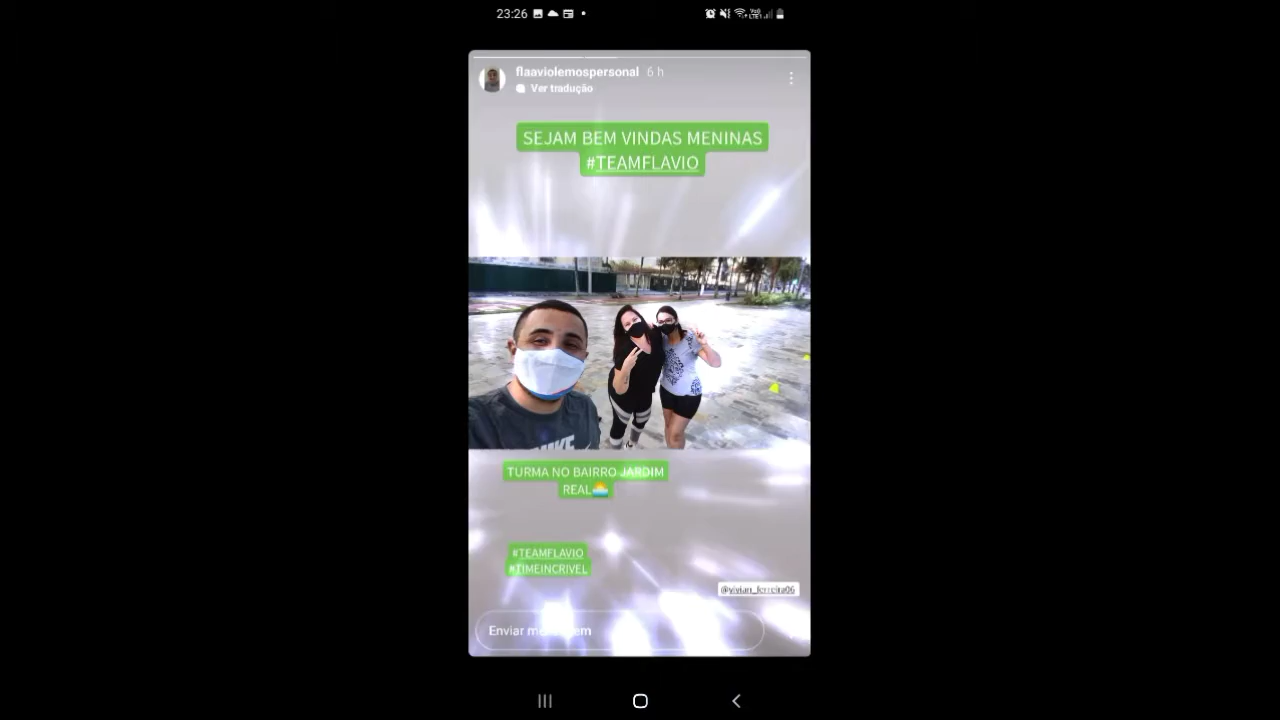 23:26
flaaviolemospersonal 6 h
Ver tradução
SEJAM BEM VINDAS MENINAS
#TEAMFLAVIO
TURMA NO BAIRRO JARDIM
REAL🌅
#TEAMFLAVIO
#TIMEINCRIVEL
@vivian_ferreira06
Enviar mensagem